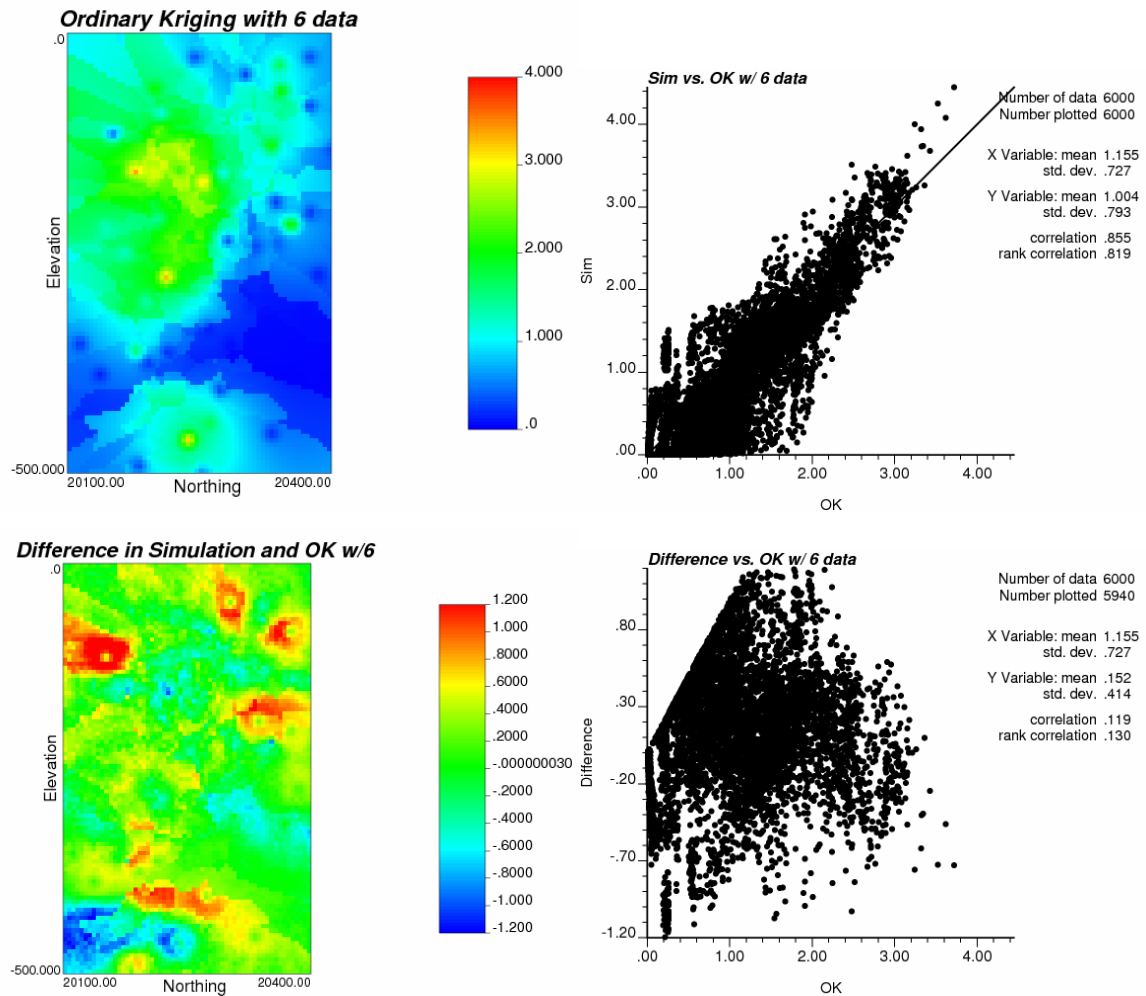 Ordinary Kriging with 6 data
.0
Elevation
-500.000
20100.00
Northing
20400.00
4.000
3.000
2.000
1.000
.0
Sim vs. OK w/ 6 data
Number of data 6000
Number plotted 6000
X Variable: mean 1.155
std. dev. .727
Y Variable: mean 1.004
std. dev. .793
correlation .855
rank correlation .819
Sim
4.00
3.00
2.00
1.00
.00
.00 1.00 2.00 3.00 4.00
OK
Difference in Simulation and OK w/6
.0
Elevation
-500.000
20100.00
Northing
20400.00
1.200
1.000
.8000
.6000
.4000
.2000
-.000000030
-.2000
-.4000
-.6000
-.8000
-1.000
-1.200
Difference vs. OK w/ 6 data
Number of data 6000
Number plotted 5940
X Variable: mean 1.155
std. dev. .727
Y Variable: mean .152
std. dev. .414
correlation .119
rank correlation .130
Difference
.80
.30
-.20
-.70
-1.20
.00 1.00 2.00 3.00 4.00
OK